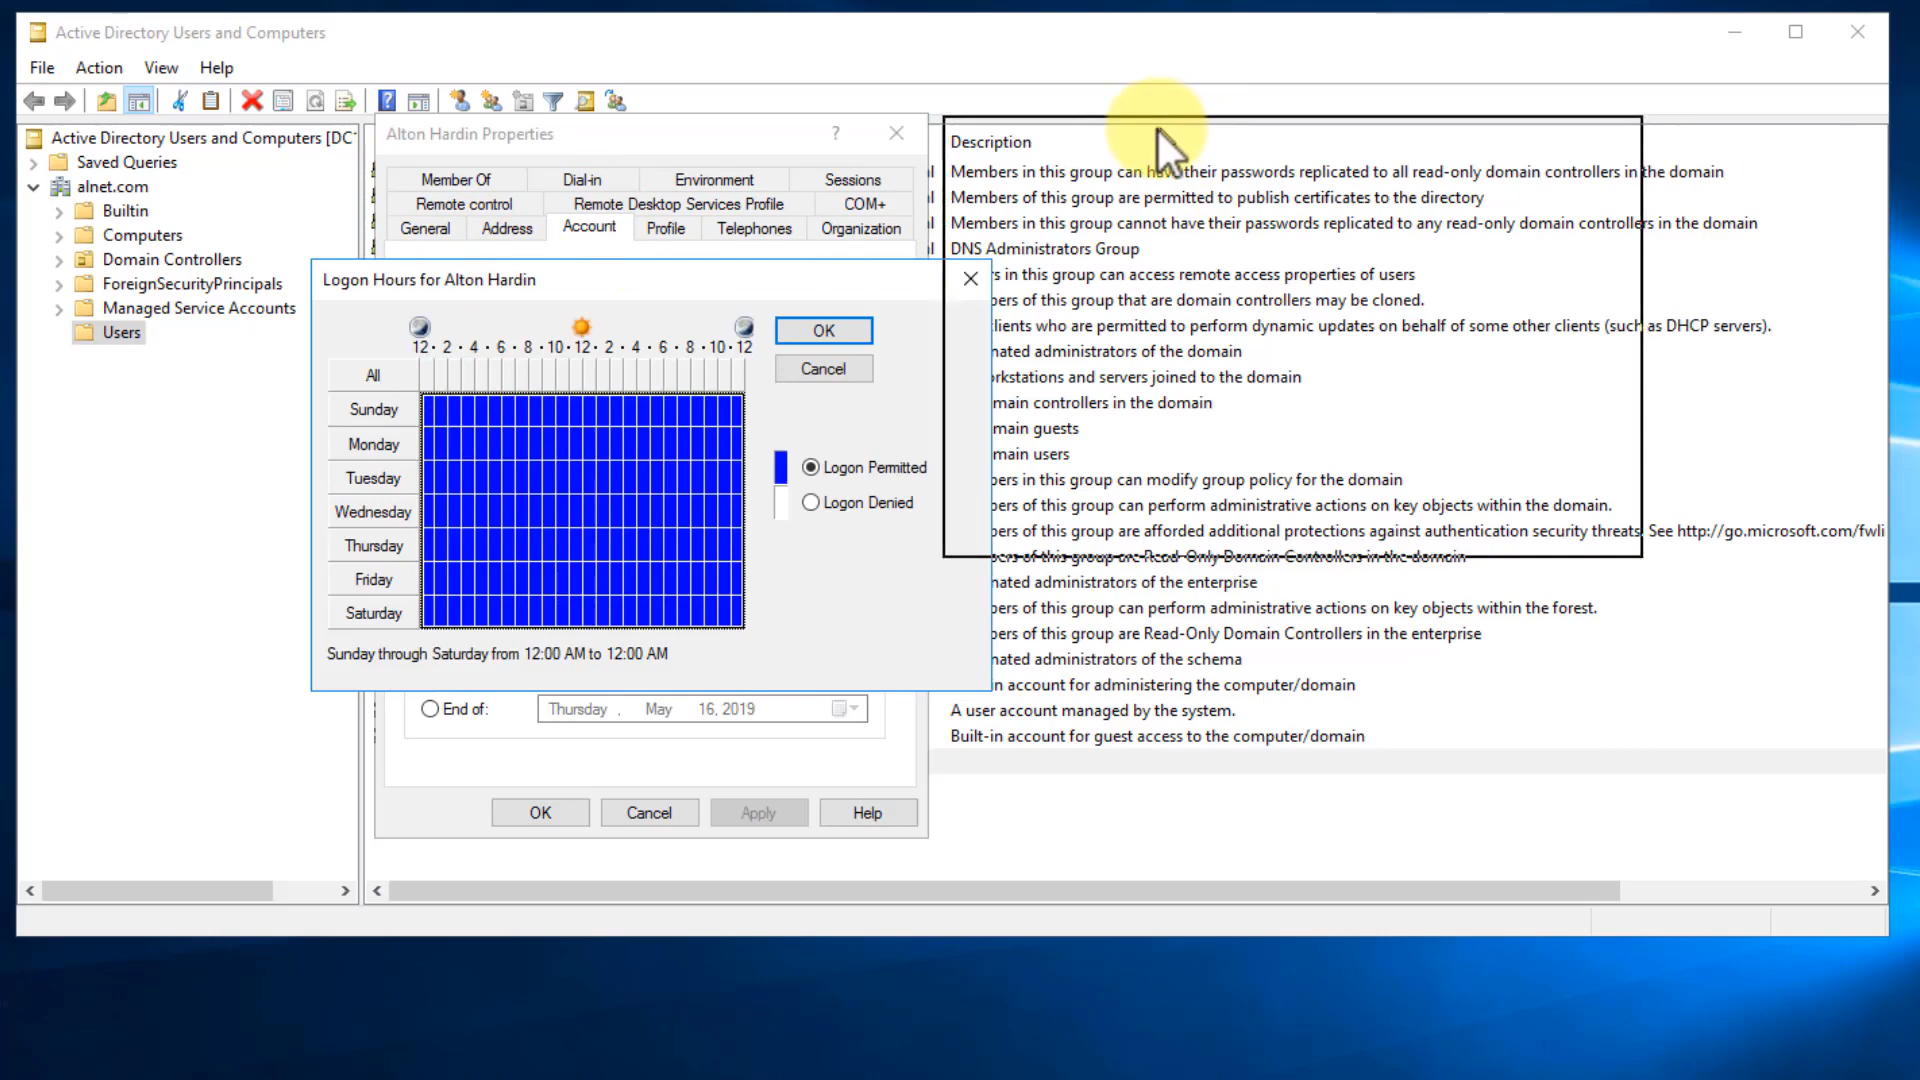 Active Directory Users and Computers
File Action View Help
Active Directory Users and Computers [DC
Saved Queries
alnet.com
Builtin
Computers
Domain Controllers
ForeignSecurityPrincipals
Managed Service Accounts
Users
Alton Hardin Properties
?
Member Of Dial-in Environment Sessions
Remote control Remote Desktop Services Profile COM+
General Address Account Profile Telephones Organization
Logon Hours for Alton Hardin
12 · 2 · 4 · 6 · 8 · 10 · 12 · 2 · 4 · 6 · 8 · 10 · 12
All
Sunday
Monday
Tuesday
Wednesday
Thursday
Friday
Saturday
OK
Cancel
Logon Permitted
Logon Denied
Sunday through Saturday from 12:00 AM to 12:00 AM
End of: Thursday , May 16, 2019
OK Cancel Apply Help
Description
Members in this group can have their passwords replicated to all read-only domain controllers in the domain
Members of this group are permitted to publish certificates to the directory
Members in this group cannot have their passwords replicated to any read-only domain controllers in the domain
DNS Administrators Group
rs in this group can access remote access properties of users
bers of this group that are domain controllers may be cloned.
lients who are permitted to perform dynamic updates on behalf of some other clients (such as DHCP servers).
nated administrators of the domain
rkstations and servers joined to the domain
main controllers in the domain
main guests
main users
bers in this group can modify group policy for the domain
bers of this group can perform administrative actions on key objects within the domain.
bers of this group are afforded additional protections against authentication security threats. See http://go.microsoft.com/fwli
bers of this group are Read-Only Domain Controllers in the domain
nated administrators of the enterprise
bers of this group can perform administrative actions on key objects within the forest.
bers of this group are Read-Only Domain Controllers in the enterprise
nated administrators of the schema
n account for administering the computer/domain
A user account managed by the system.
Built-in account for guest access to the computer/domain